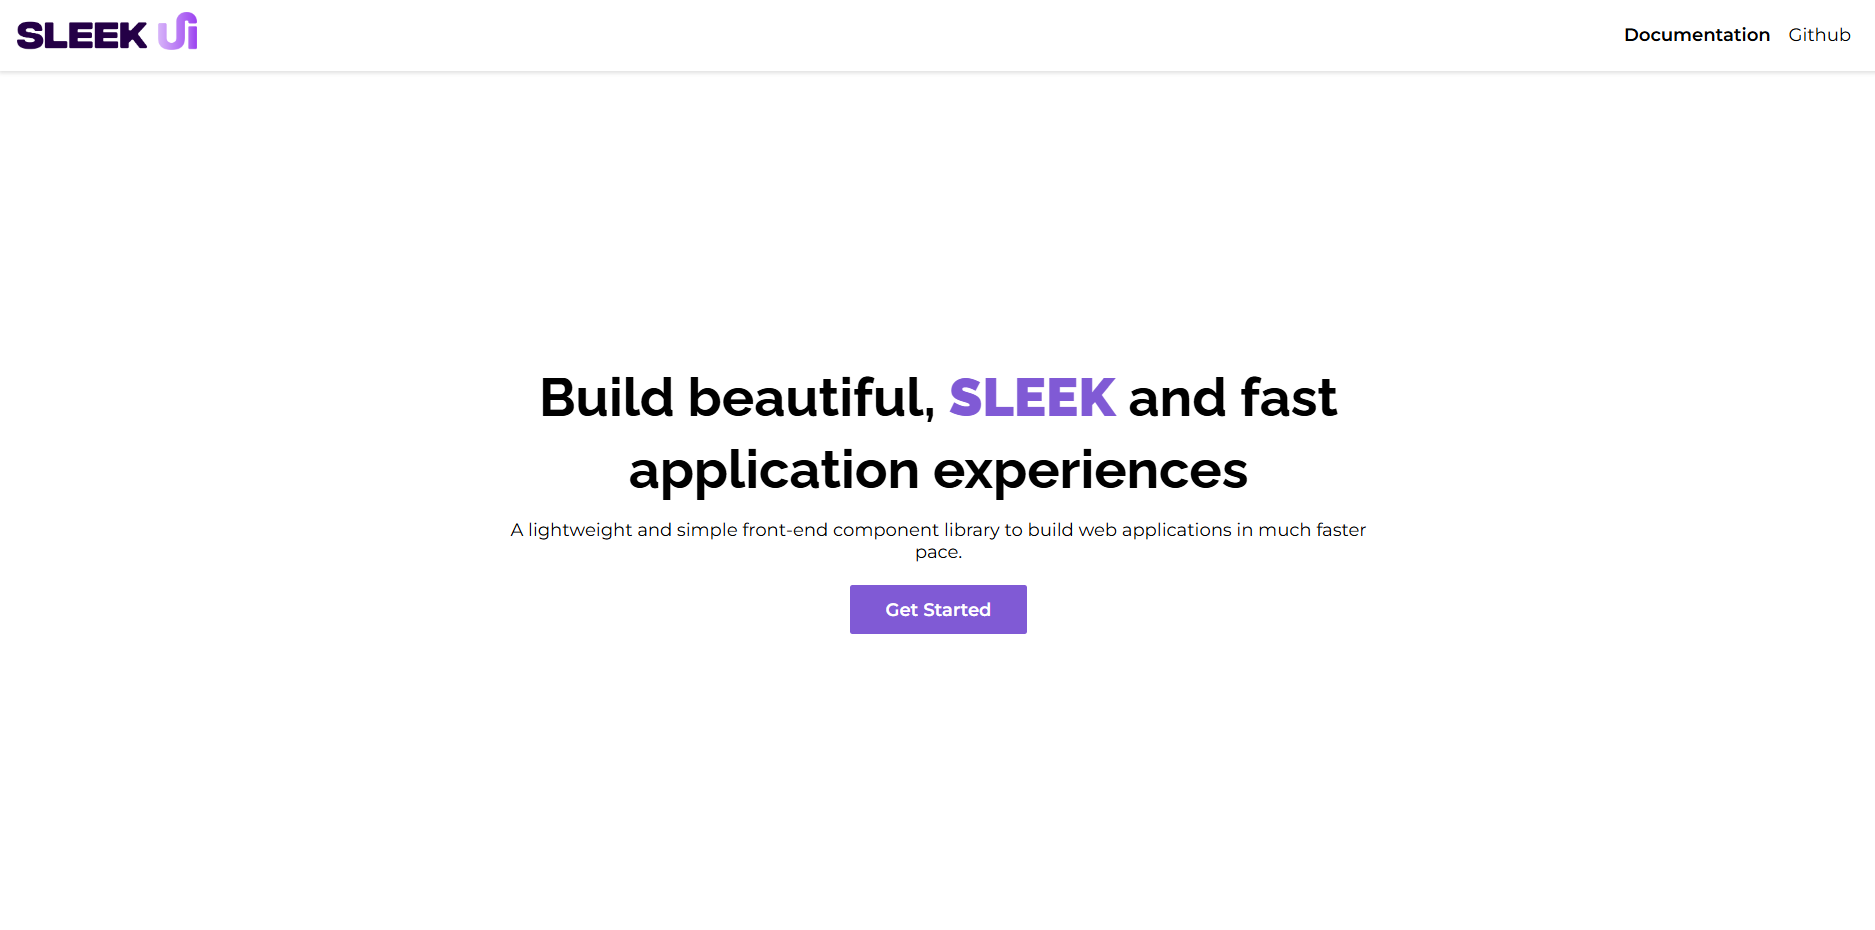 SLEEK Ui
Documentation Github
Build beautiful, SLEEK and fast
application experiences
A lightweight and simple front-end component library to build web applications in much faster
pace.
Get Started